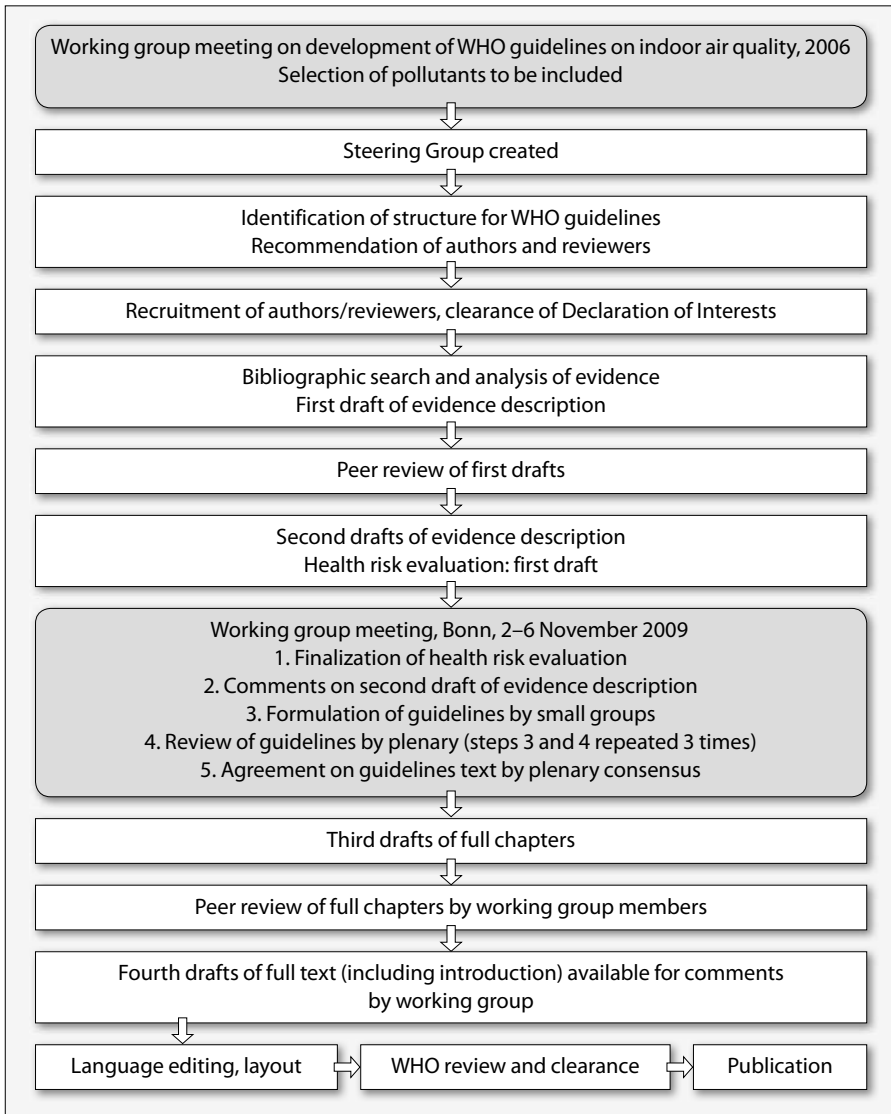 Working group meeting on development of WHO guidelines on indoor air quality, 2006
Selection of pollutants to be included
Steering Group created
Identification of structure for WHO guidelines
Recommendation of authors and reviewers
Recruitment of authors/reviewers, clearance of Declaration of Interests
Bibliographic search and analysis of evidence
First draft of evidence description
Peer review of first drafts
Second drafts of evidence description
Health risk evaluation: first draft
Working group meeting, Bonn, 2–6 November 2009
1. Finalization of health risk evaluation
2. Comments on second draft of evidence description
3. Formulation of guidelines by small groups
4. Review of guidelines by plenary (steps 3 and 4 repeated 3 times)
5. Agreement on guidelines text by plenary consensus
Third drafts of full chapters
Peer review of full chapters by working group members
Fourth drafts of full text (including introduction) available for comments
by working group
Language editing, layout
WHO review and clearance
Publication